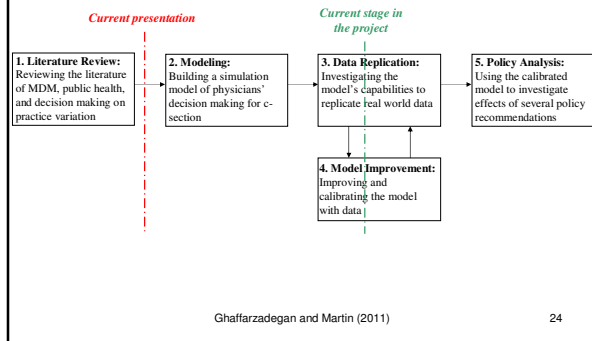 Current presentation
Current stage in
the project
1. Literature Review:
Reviewing the literature
of MDM, public health,
and decision making on
practice variation
2. Modeling:
Building a simulation
model of physicians'
decision making for c-
section
3. Data Replication:
Investigating the
model's capabilities to
replicate real world data
5. Policy Analysis:
Using the calibrated
model to investigate
effects of several policy
recommendations
4. Model Improvement:
Improving and
calibrating the model
with data
Ghaffarzadegan and Martin (2011)
24